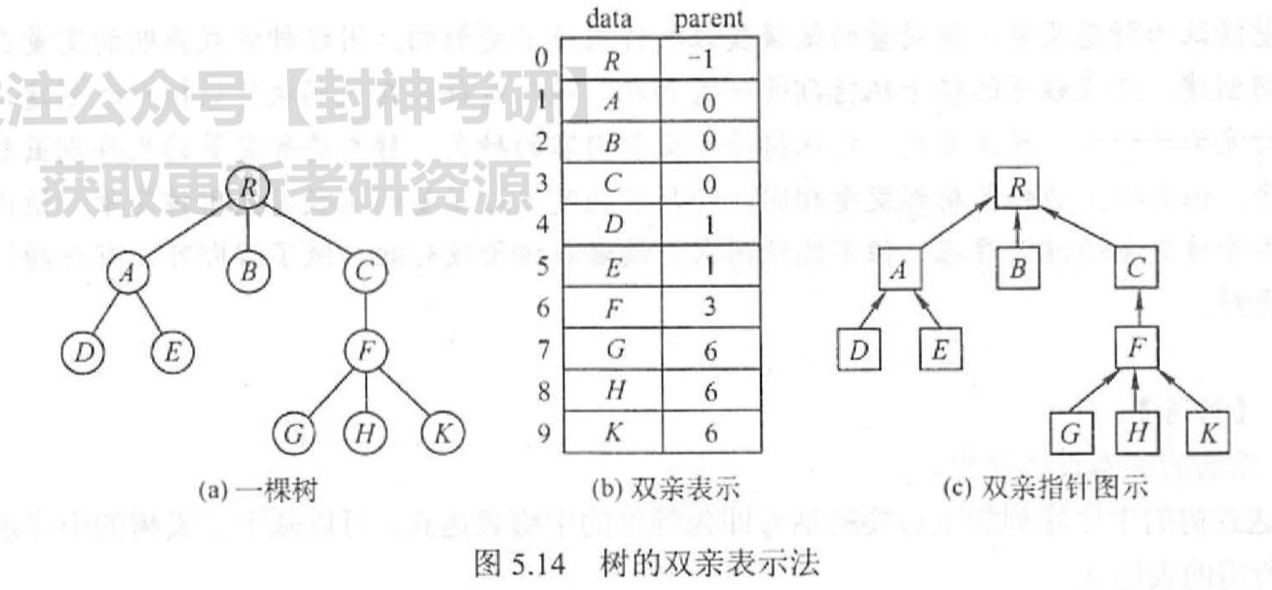 data parent
0 R -1
1 A 0
2 B 0
3 C 0
4 D 1
5 E 1
6 F 3
7 G 6
8 H 6
9 K 6
注公众号【封神考研】
获取更新考研资源
R
A B C
D E F
G H K
R
A B C
D E F
G H K
(a) 一棵树
(b) 双亲表示
(c) 双亲指针图示
图 5.14 树的双亲表示法